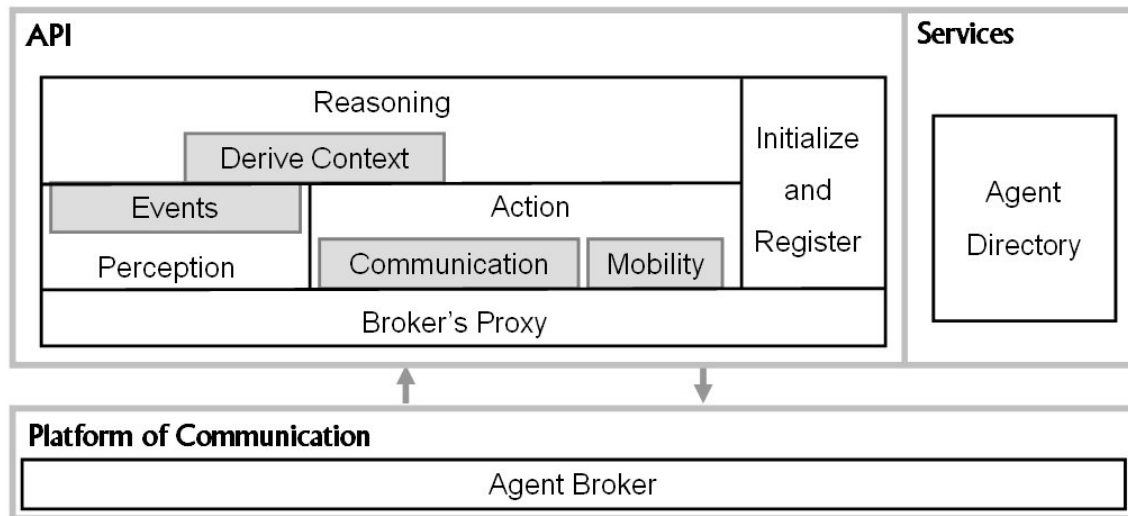 API
Services
Reasoning
Derive Context
Initialize
and
Register
Events
Action
Perception
Communication
Mobility
Broker's Proxy
Agent
Directory
Platform of Communication
Agent Broker